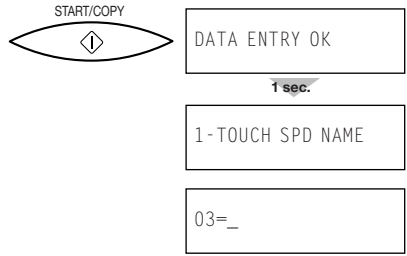 START/COPY
DATA ENTRY OK
1 sec.
1-TOUCH SPD NAME
03=_